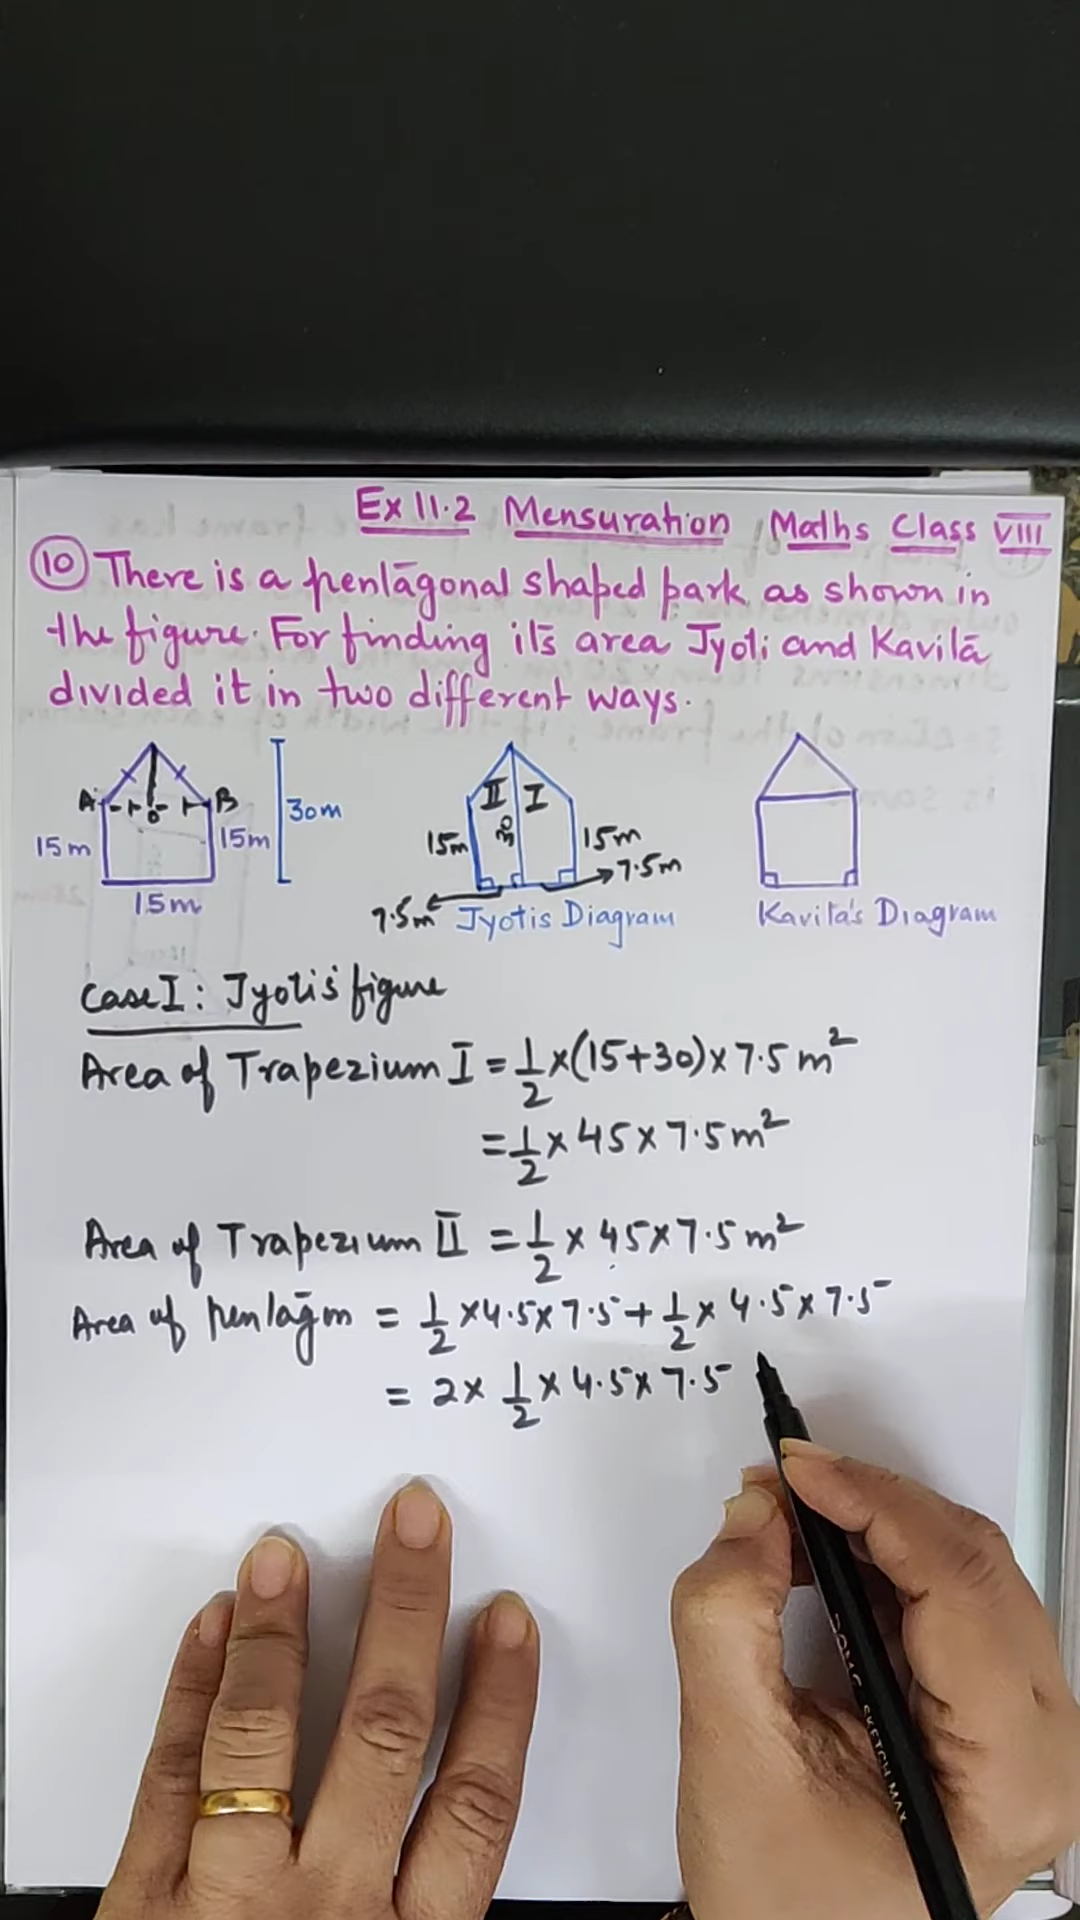 Ex 11.2 Mensuration Maths Class VIII
10 There is a pentagonal shaped park as shown in
the figure. For finding its area Jyoti and Kavita
divided it in two different ways.
A B
O
15m 15m 30m
15m
II I
15m 30 15m
7.5m 7.5m
Jyotis Diagram
Kavita's Diagram
Case I : Jyoti's figure
Area of Trapezium I = 1/2 × (15+30) × 7.5 m²
= 1/2 × 45 × 7.5 m²
Area of Trapezium II = 1/2 × 45 × 7.5 m²
Area of pentagon = 1/2 × 4.5 × 7.5 + 1/2 × 4.5 × 7.5
= 2 × 1/2 × 4.5 × 7.5
DOMS SKETCH MAX